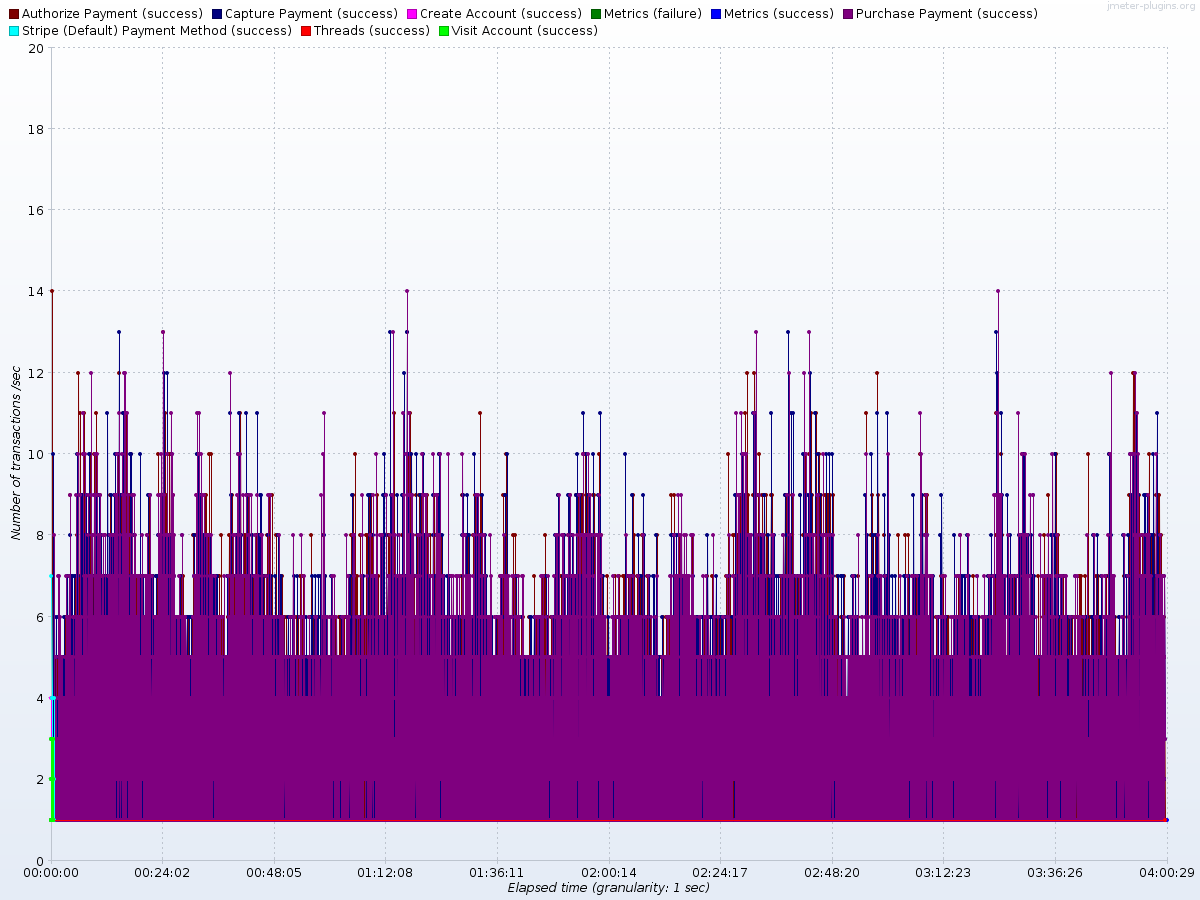 Authorize Payment (success) Capture Payment (success) Create Account (success) Metrics (failure) Metrics (success) Purchase Payment (success)
jmeter-plugins.org
Stripe (Default) Payment Method (success) Threads (success) Visit Account (success)
20
18
16
14
12
10
8
6
4
2
0
Number of transactions /sec
00:00:00 00:24:02 00:48:05 01:12:08 01:36:11 02:00:14 02:24:17 02:48:20 03:12:23 03:36:26 04:00:29
Elapsed time (granularity: 1 sec)